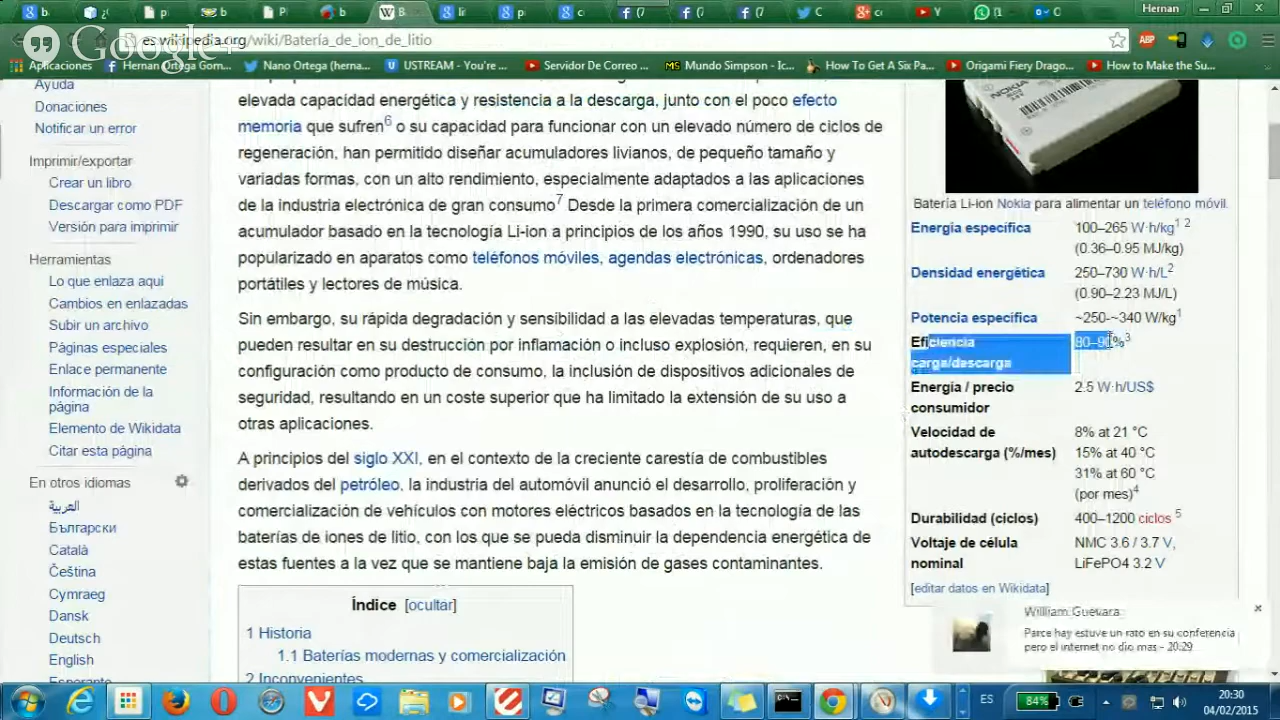 Hernan
Google+
es.wikipedia.org/wiki/Batería_de_ion_de_litio
ABP
Aplicaciones
Hernan Ortega Gom...
Nano Ortega (herna...
USTREAM - You're ...
Servidor De Correo ...
Mundo Simpson - Ic...
How To Get A Six Pa...
Origami Fiery Drago...
How to Make the Su...
Ayuda
Donaciones
Notificar un error
Imprimir/exportar
Crear un libro
Descargar como PDF
Versión para imprimir
Herramientas
Lo que enlaza aquí
Cambios en enlazadas
Subir un archivo
Páginas especiales
Enlace permanente
Información de la
página
Elemento de Wikidata
Citar esta página
En otros idiomas
العربية
Български
Català
Čeština
Cymraeg
Dansk
Deutsch
English
Esperanto
elevada capacidad energética y resistencia a la descarga, junto con el poco efecto
memoria que sufren6 o su capacidad para funcionar con un elevado número de ciclos de
regeneración, han permitido diseñar acumuladores livianos, de pequeño tamaño y
variadas formas, con un alto rendimiento, especialmente adaptados a las aplicaciones
de la industria electrónica de gran consumo7 Desde la primera comercialización de un
acumulador basado en la tecnología Li-ion a principios de los años 1990, su uso se ha
popularizado en aparatos como teléfonos móviles, agendas electrónicas, ordenadores
portátiles y lectores de música.
Sin embargo, su rápida degradación y sensibilidad a las elevadas temperaturas, que
pueden resultar en su destrucción por inflamación o incluso explosión, requieren, en su
configuración como producto de consumo, la inclusión de dispositivos adicionales de
seguridad, resultando en un coste superior que ha limitado la extensión de su uso a
otras aplicaciones.
A principios del siglo XXI, en el contexto de la creciente carestía de combustibles
derivados del petróleo, la industria del automóvil anunció el desarrollo, proliferación y
comercialización de vehículos con motores eléctricos basados en la tecnología de las
baterías de iones de litio, con los que se pueda disminuir la dependencia energética de
estas fuentes a la vez que se mantiene baja la emisión de gases contaminantes.
Índice [ocultar]
1 Historia
1.1 Baterías modernas y comercialización
2 Inconvenientes
NOKIA
Batería Li-ion Nokia para alimentar un teléfono móvil.
Energía específica 100–265 W·h/kg1 2
(0.36–0.95 MJ/kg)
Densidad energética 250–730 W·h/L2
(0.90–2.23 MJ/L)
Potencia específica ~250-~340 W/kg1
Eficiencia 80–90%3
carga/descarga
Energía / precio 2.5 W·h/US$
consumidor
Velocidad de 8% at 21 °C
autodescarga (%/mes) 15% at 40 °C
31% at 60 °C
(por mes)4
Durabilidad (ciclos) 400–1200 ciclos 5
Voltaje de célula NMC 3.6 / 3.7 V,
nominal LiFePO4 3.2 V
[editar datos en Wikidata]
William Guevara
Parce hay estuve un rato en su conferencia
pero el internet no dio mas - 20:29
ES
84%
20:30
04/02/2015